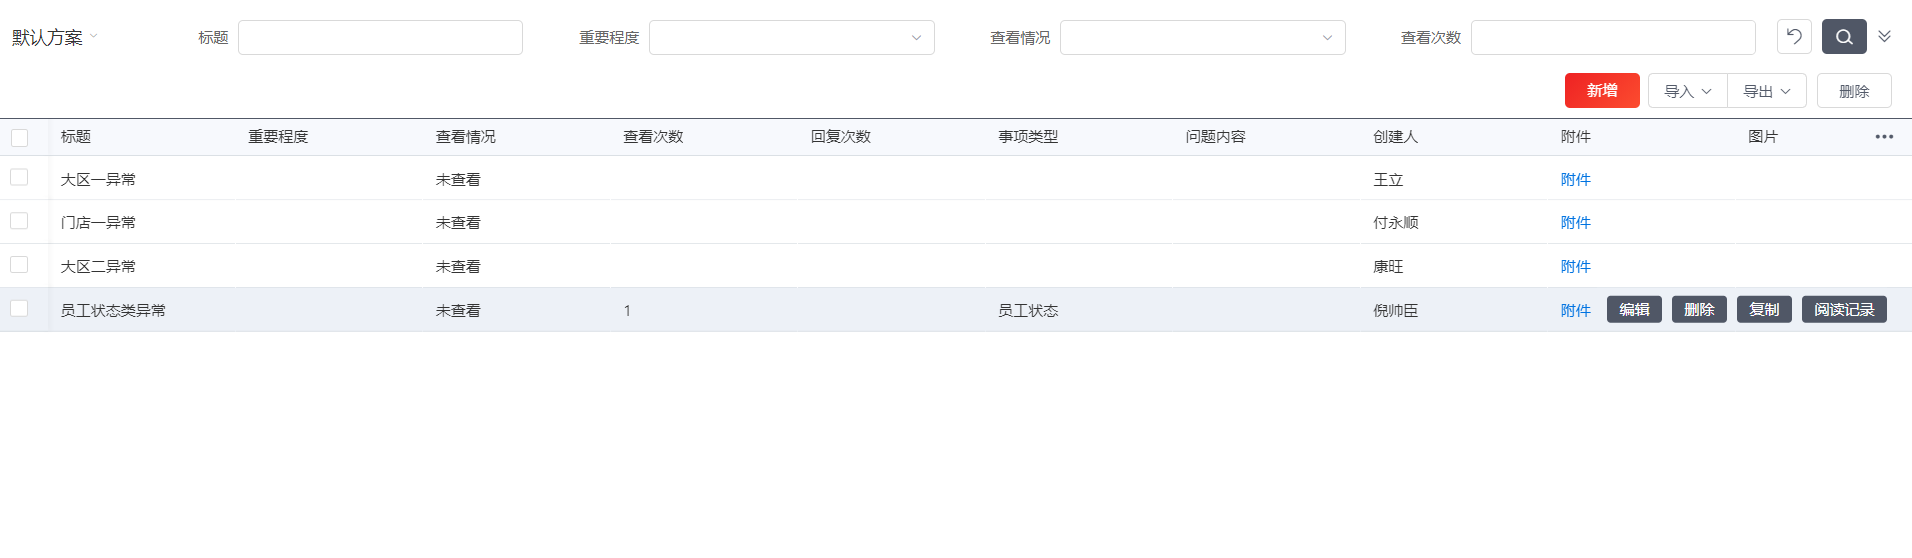 默认方案 标题 重要程度 查看情况 查看次数
新增 导入 导出 删除
标题 重要程度 查看情况 查看次数 回复次数 事项类型 问题内容 创建人 附件 图片
大区一异常 未查看 王立 附件
门店一异常 未查看 付永顺 附件
大区二异常 未查看 康旺 附件
员工状态类异常 未查看 1 员工状态 倪帅臣 附件 编辑 删除 复制 阅读记录